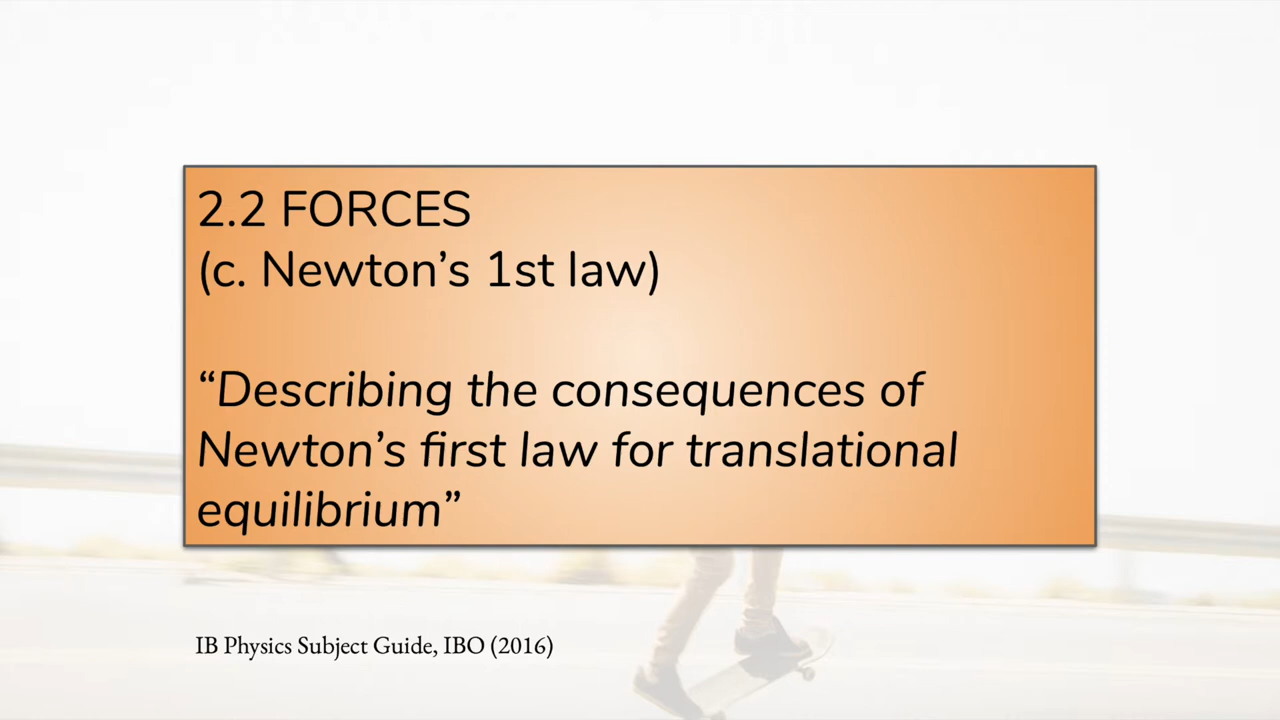 2.2 FORCES
(c. Newton’s 1st law)
“Describing the consequences of
Newton’s first law for translational
equilibrium”
IB Physics Subject Guide, IBO (2016)